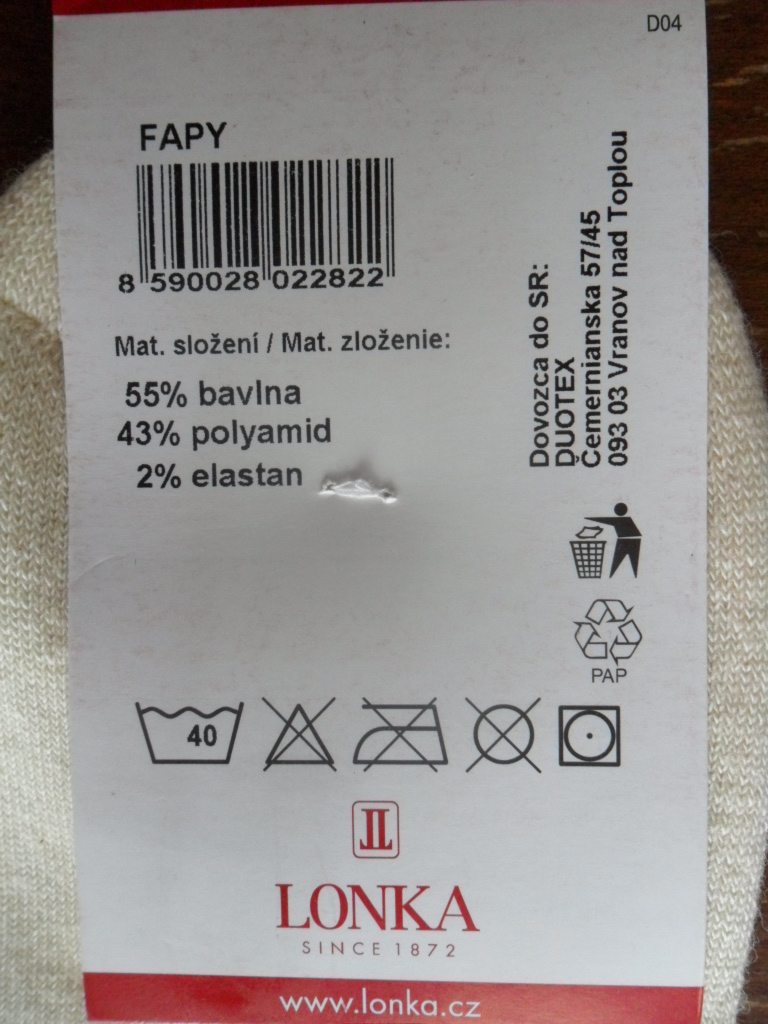 D04
FAPY
8 590028 022822
Mat. složení / Mat. zloženie:
55% bavlna
43% polyamid
2% elastan
Dovozca do SR:
DUOTEX
Čemernianska 57/45
093 03 Vranov nad Topľou
PAP
40
LONKA
SINCE 1872
www.lonka.cz